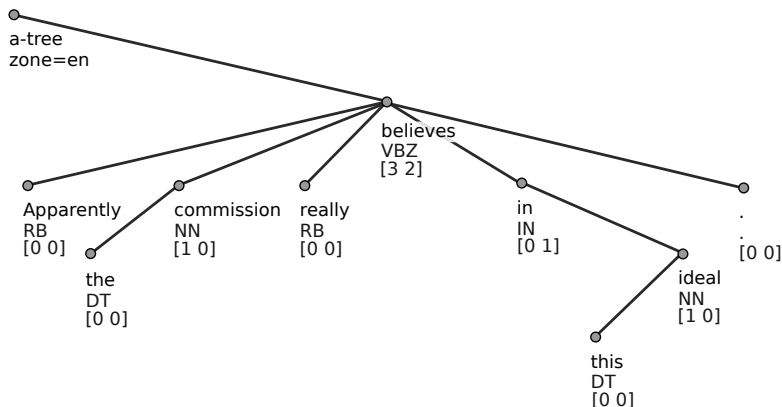 a-tree
zone=en
believes
VBZ
[3 2]
Apparently
RB
[0 0]
commission
NN
[1 0]
really
RB
[0 0]
in
IN
[0 1]
.
.
[0 0]
the
DT
[0 0]
ideal
NN
[1 0]
this
DT
[0 0]